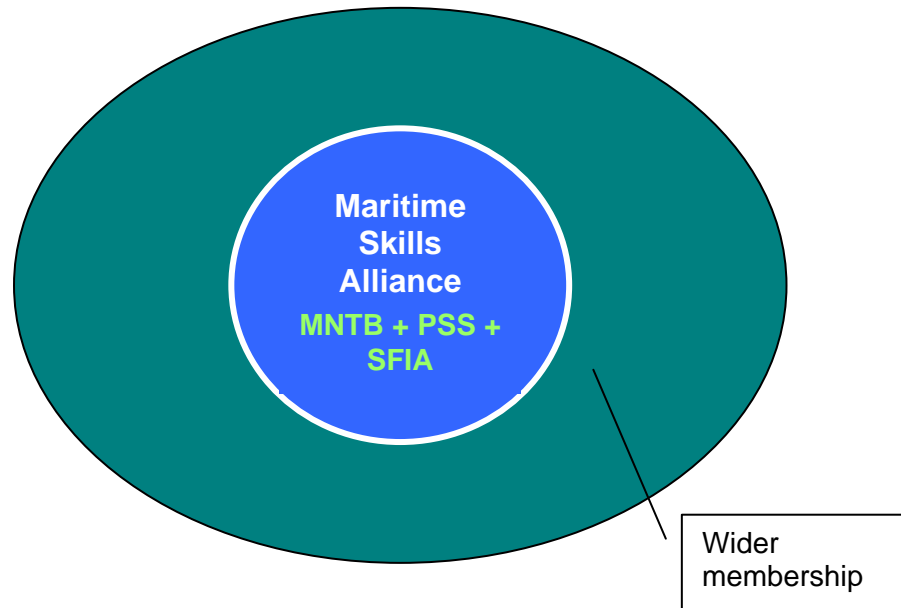 Maritime
Skills
Alliance
MNTB + PSS +
SFIA
Wider
membership